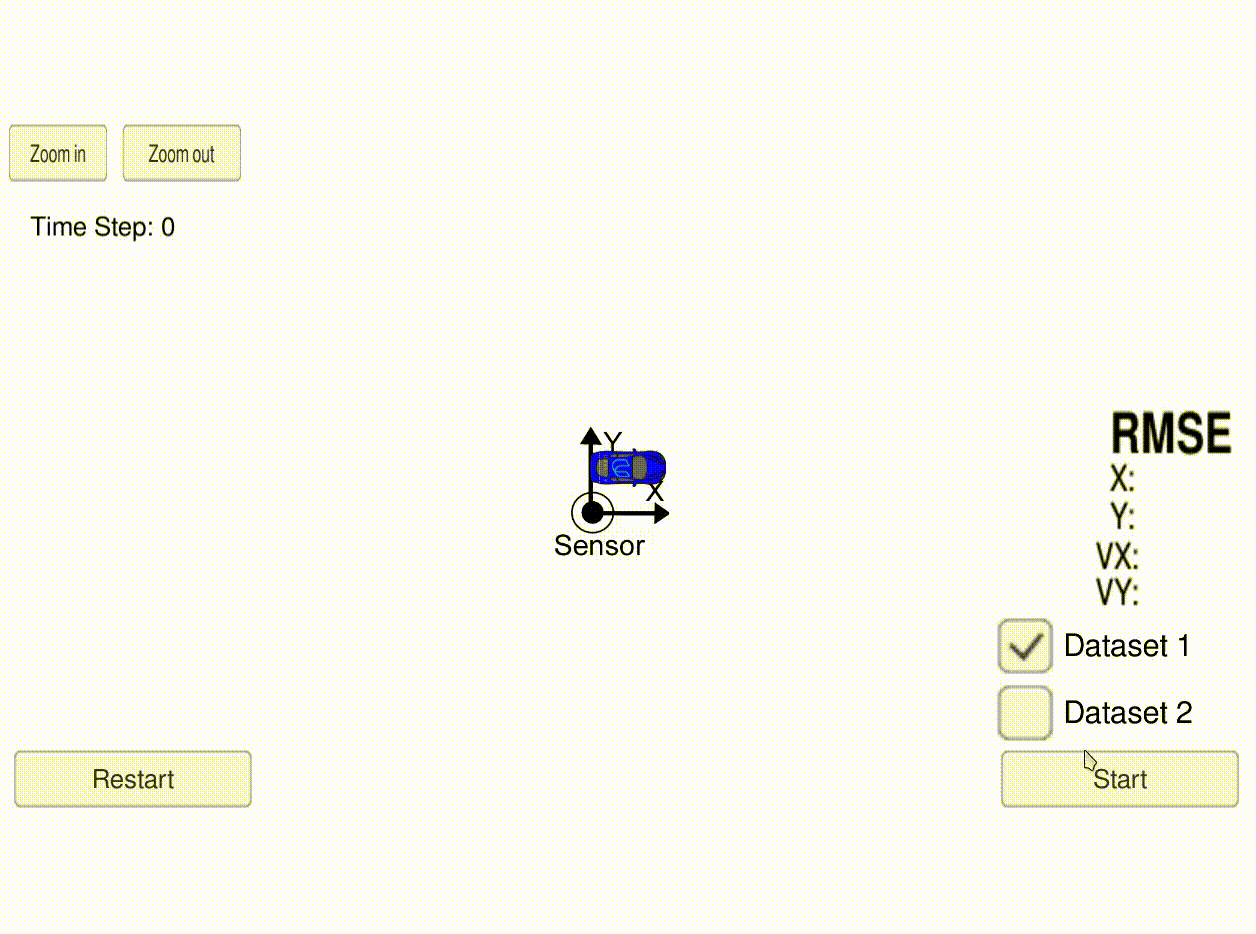 Zoom in
Zoom out
Time Step: 0
Y
X
Sensor
RMSE
X:
Y:
VX:
VY:
Dataset 1
Dataset 2
Restart
Start